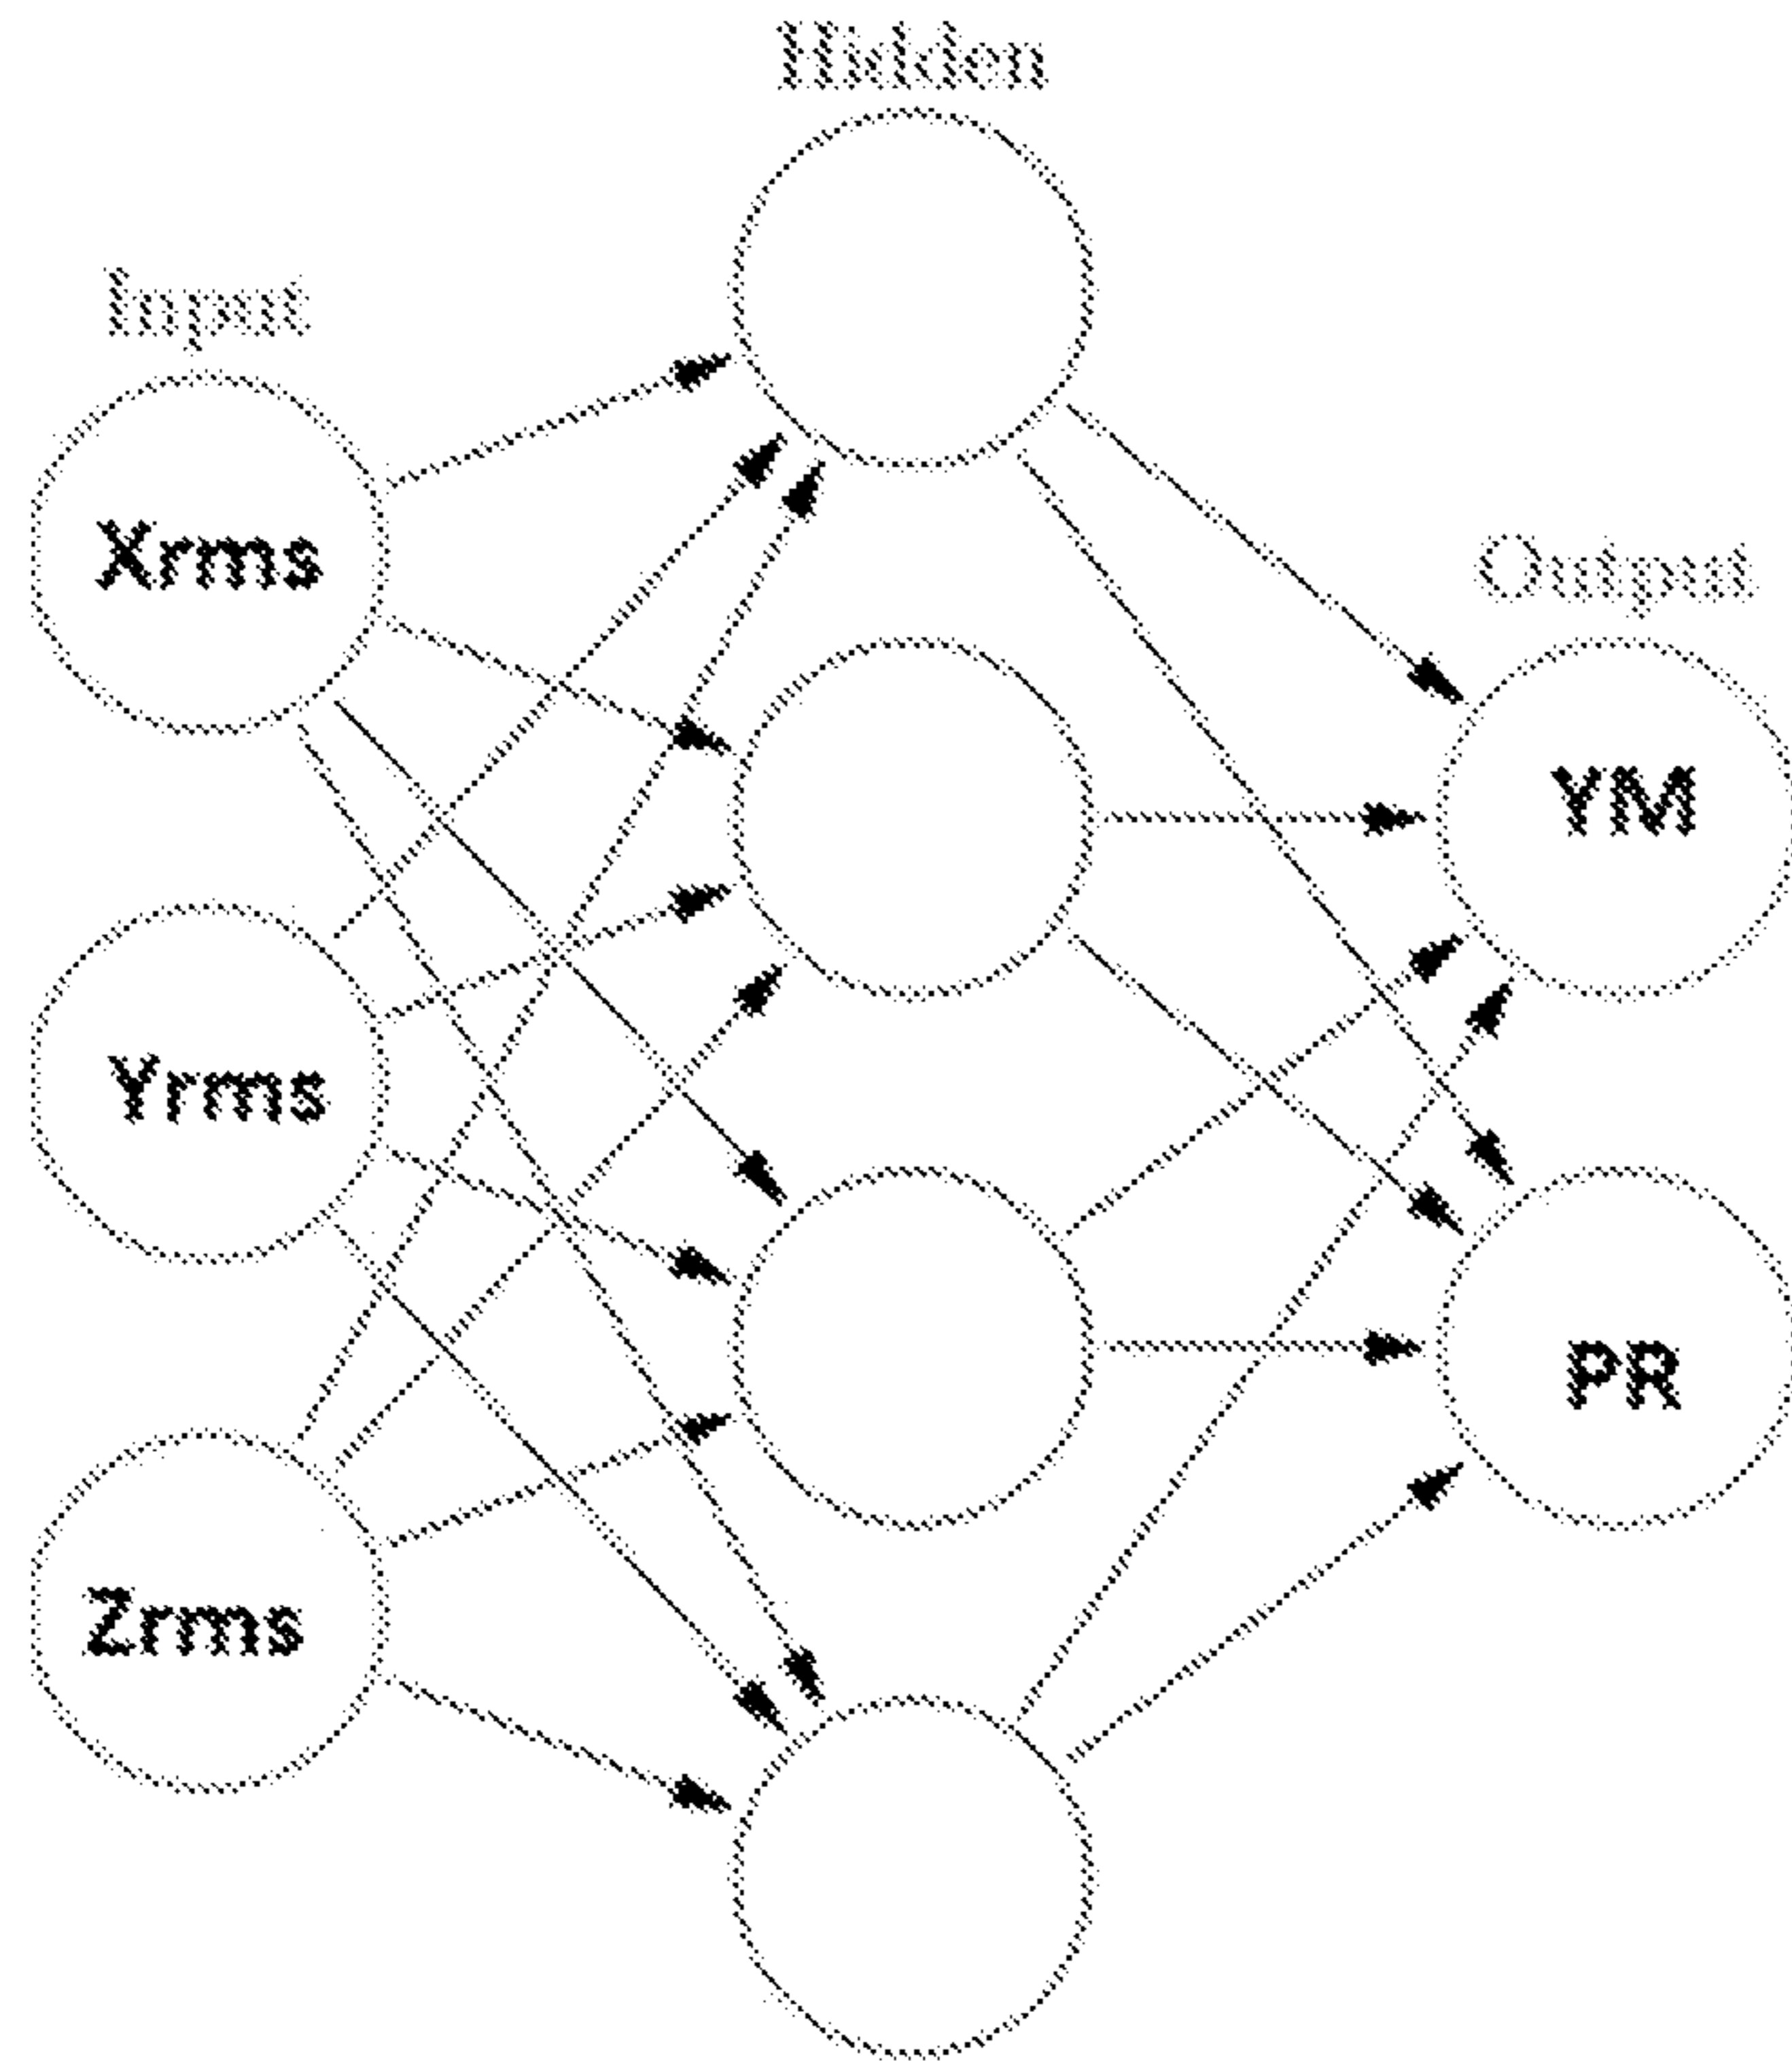 Hidden
Input
Xrms
Output
YM
Yrms
PR
Zrms